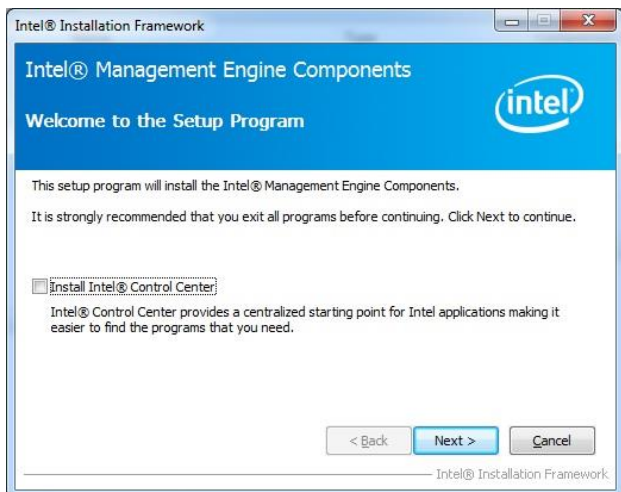 Intel® Installation Framework
Intel® Management Engine Components
Welcome to the Setup Program
intel
This setup program will install the Intel® Management Engine Components.
It is strongly recommended that you exit all programs before continuing. Click Next to continue.
Install Intel® Control Center
Intel® Control Center provides a centralized starting point for Intel applications making it
easier to find the programs that you need.
< Back
Next >
Cancel
Intel® Installation Framework